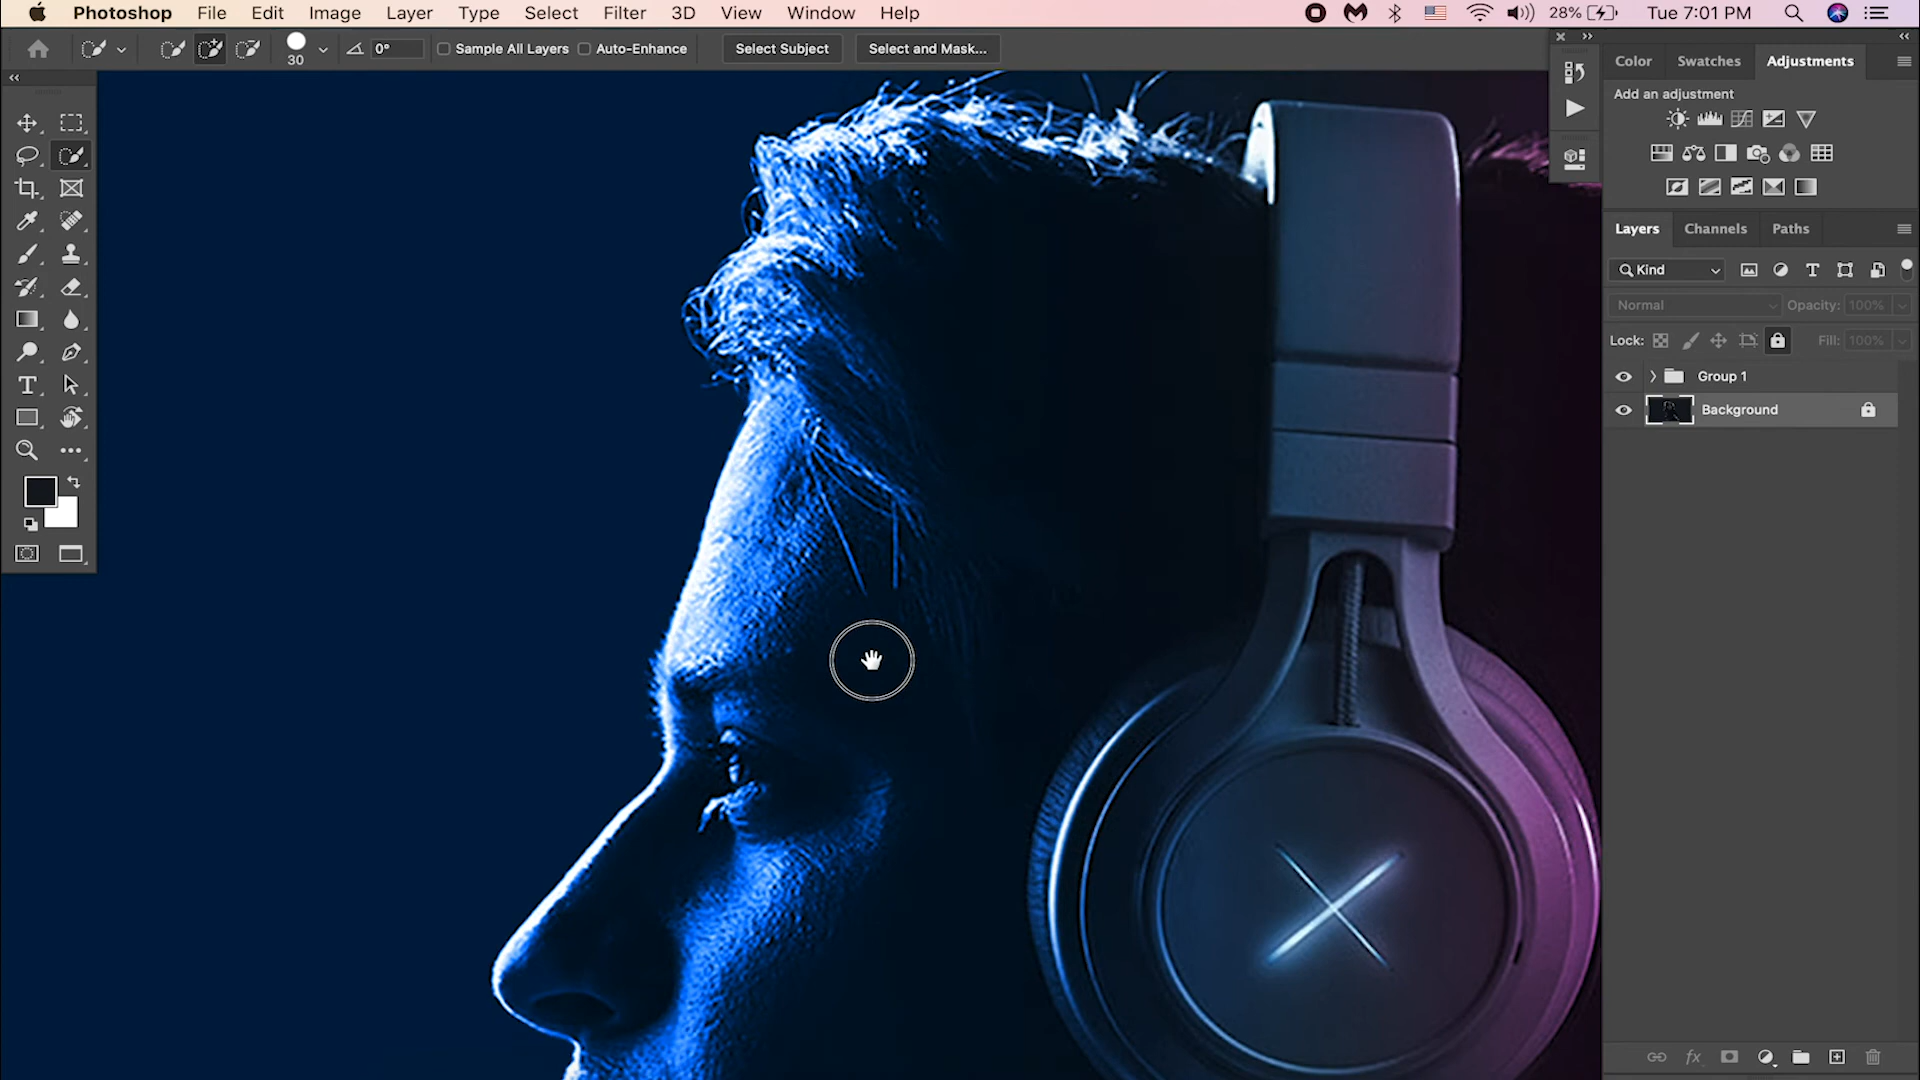 Photoshop File Edit Image Layer Type Select Filter 3D View Window Help 28% Tue 7:01 PM
30 0° Sample All Layers Auto-Enhance Select Subject Select and Mask...
Color Swatches Adjustments
Add an adjustment
Layers Channels Paths
Kind
Normal Opacity: 100%
Lock: Fill: 100%
Group 1
Background